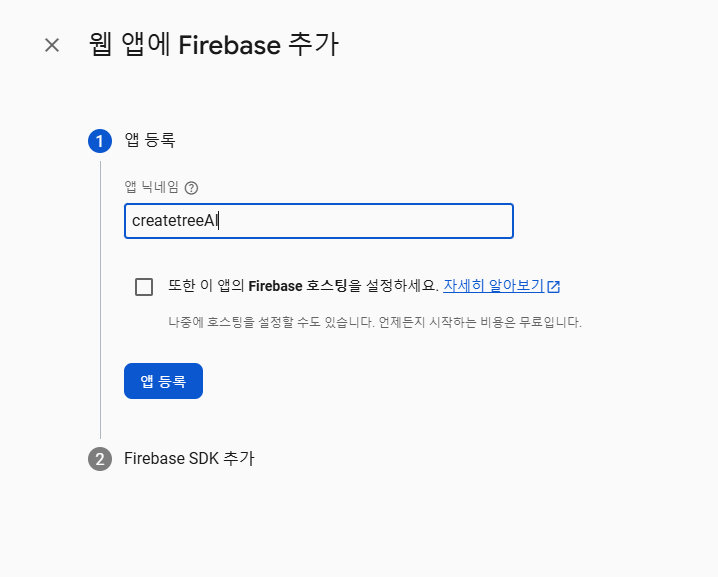 웹 앱에 Firebase 추가
1 앱 등록
앱 닉네임
createtreeAI
또한 이 앱의 Firebase 호스팅을 설정하세요. 자세히 알아보기
나중에 호스팅을 설정할 수도 있습니다. 언제든지 시작하는 비용은 무료입니다.
앱 등록
2 Firebase SDK 추가